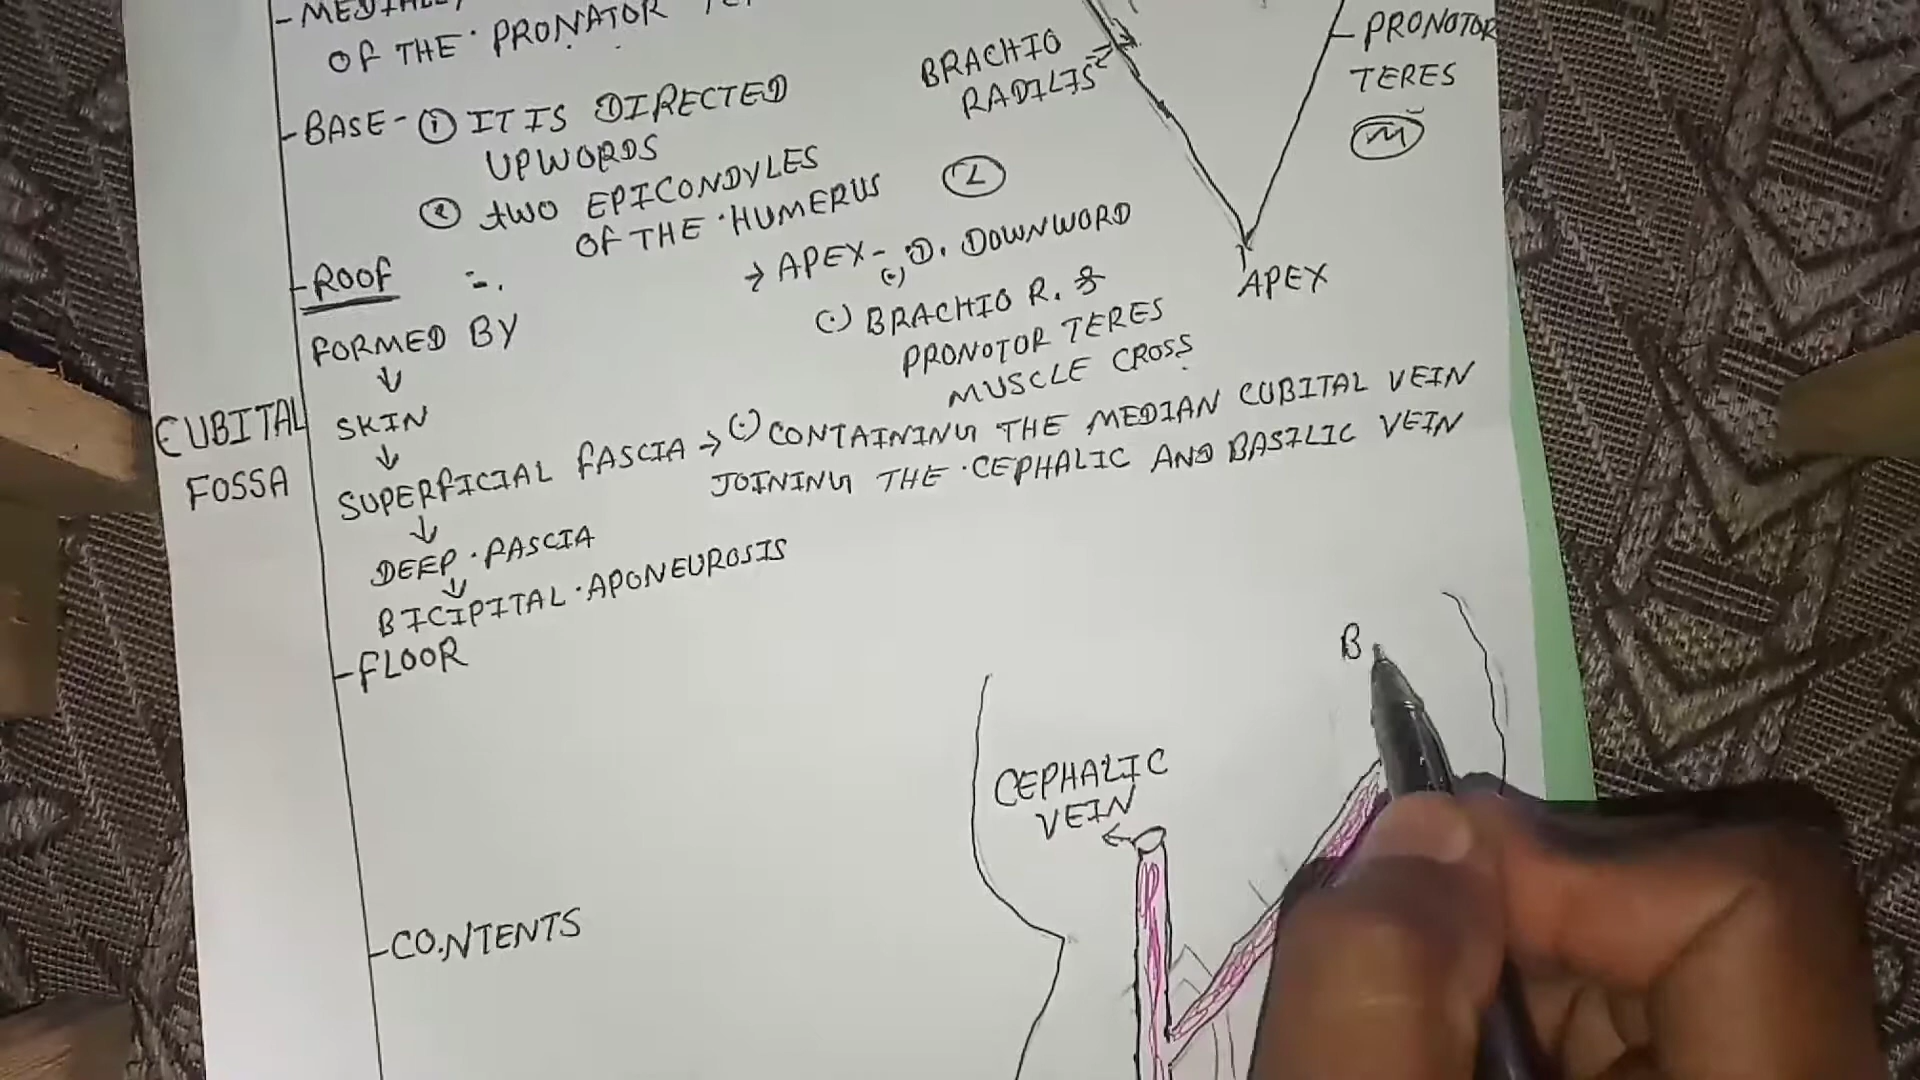 OF THE PRONATOR
BASE - ① IT IS DIRECTED
UPWORDS
② TWO EPICONDYLES
OF THE HUMERUS
- ROOF :-.
FORMED BY
↓
SKIN
↓
SUPERFICIAL FASCIA → (•) CONTAINING THE MEDIAN CUBITAL VEIN
JOINING THE CEPHALIC AND BASILIC VEIN
↓
DEEP FASCIA
↓
BICIPITAL APONEUROSIS
- FLOOR
- CONTENTS
CUBITAL
FOSSA
BRACHIO
RADILIS
PRONOTOR
TERES
M
L
APEX
→ APEX - (•) D. DOWNWORD
(•) BRACHIO R. &
PRONOTOR TERES
MUSCLE CROSS
CEPHALIC
VEIN
B